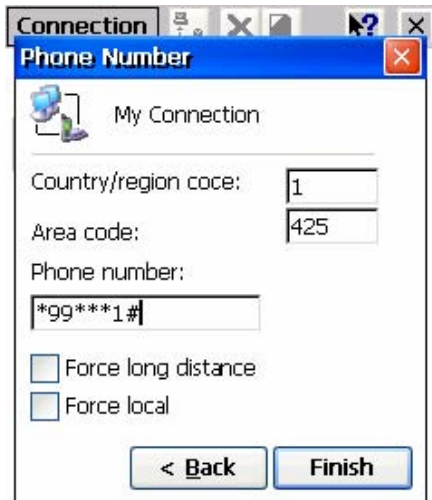 Connection ? ×
Phone Number
My Connection
Country/region coce: 1
Area code: 425
Phone number:
*99***1#
Force long distance
Force local
< Back Finish